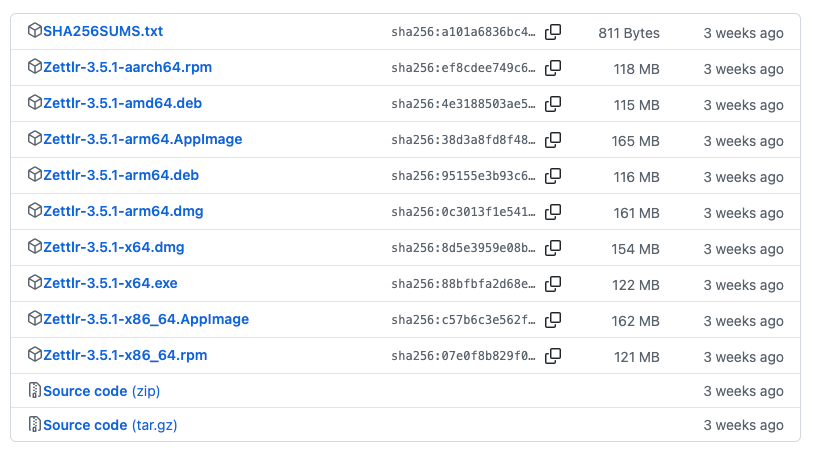 SHA256SUMS.txt sha256:a101a6836bc4… 811 Bytes 3 weeks ago
Zettlr-3.5.1-aarch64.rpm sha256:ef8cdee749c6… 118 MB 3 weeks ago
Zettlr-3.5.1-amd64.deb sha256:4e3188503ae5… 115 MB 3 weeks ago
Zettlr-3.5.1-arm64.AppImage sha256:38d3a8fd8f48… 165 MB 3 weeks ago
Zettlr-3.5.1-arm64.deb sha256:95155e3b93c6… 116 MB 3 weeks ago
Zettlr-3.5.1-arm64.dmg sha256:0c3013f1e541… 161 MB 3 weeks ago
Zettlr-3.5.1-x64.dmg sha256:8d5e3959e08b… 154 MB 3 weeks ago
Zettlr-3.5.1-x64.exe sha256:88bfbfa2d68e… 122 MB 3 weeks ago
Zettlr-3.5.1-x86_64.AppImage sha256:c57b6c3e562f… 162 MB 3 weeks ago
Zettlr-3.5.1-x86_64.rpm sha256:07e0f8b829f0… 121 MB 3 weeks ago
Source code (zip) 3 weeks ago
Source code (tar.gz) 3 weeks ago